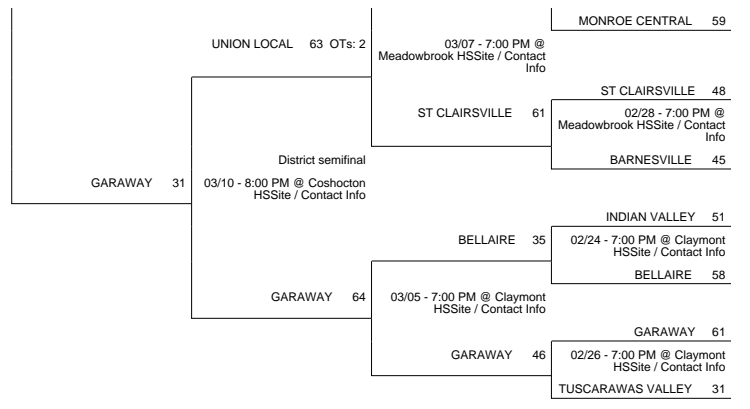 MONROE CENTRAL 59
UNION LOCAL 63 OTs: 2
03/07 - 7:00 PM @
Meadowbrook HSSite / Contact
Info
ST CLAIRSVILLE 48
ST CLAIRSVILLE 61
02/28 - 7:00 PM @
Meadowbrook HSSite / Contact
Info
BARNESVILLE 45
District semifinal
GARAWAY 31
03/10 - 8:00 PM @ Coshocton
HSSite / Contact Info
INDIAN VALLEY 51
BELLAIRE 35
02/24 - 7:00 PM @ Claymont
HSSite / Contact Info
BELLAIRE 58
GARAWAY 64
03/05 - 7:00 PM @ Claymont
HSSite / Contact Info
GARAWAY 61
GARAWAY 46
02/26 - 7:00 PM @ Claymont
HSSite / Contact Info
TUSCARAWAS VALLEY 31